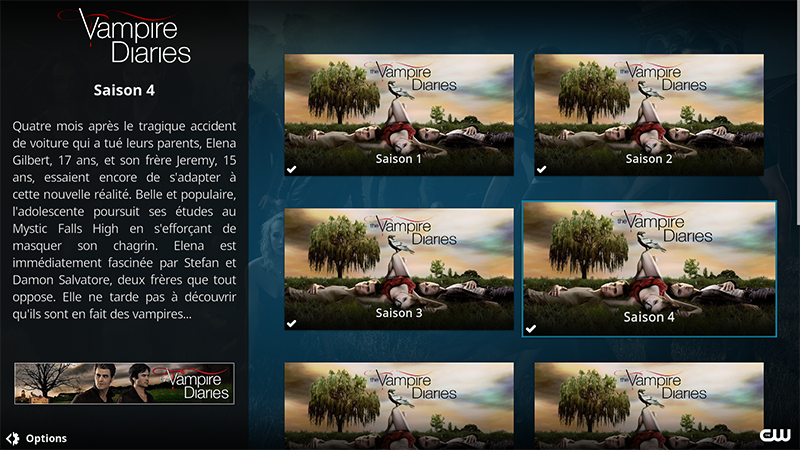 Vampire
Diaries
Saison 4
Quatre mois après le tragique accident
de voiture qui a tué leurs parents, Elena
Gilbert, 17 ans, et son frère Jeremy, 15
ans, essaient encore de s'adapter à
cette nouvelle réalité. Belle et populaire,
l'adolescente poursuit ses études au
Mystic Falls High en s'efforçant de
masquer son chagrin. Elena est
immédiatement fascinée par Stefan et
Damon Salvatore, deux frères que tout
oppose. Elle ne tarde pas à découvrir
qu'ils sont en fait des vampires...
the Vampire
Diaries
Options
the Vampire
Diaries
Saison 1
the Vampire
Diaries
Saison 2
the Vampire
Diaries
Saison 3
the Vampire
Diaries
Saison 4
the Vampire
Diaries
the Vampire
Diaries
CW